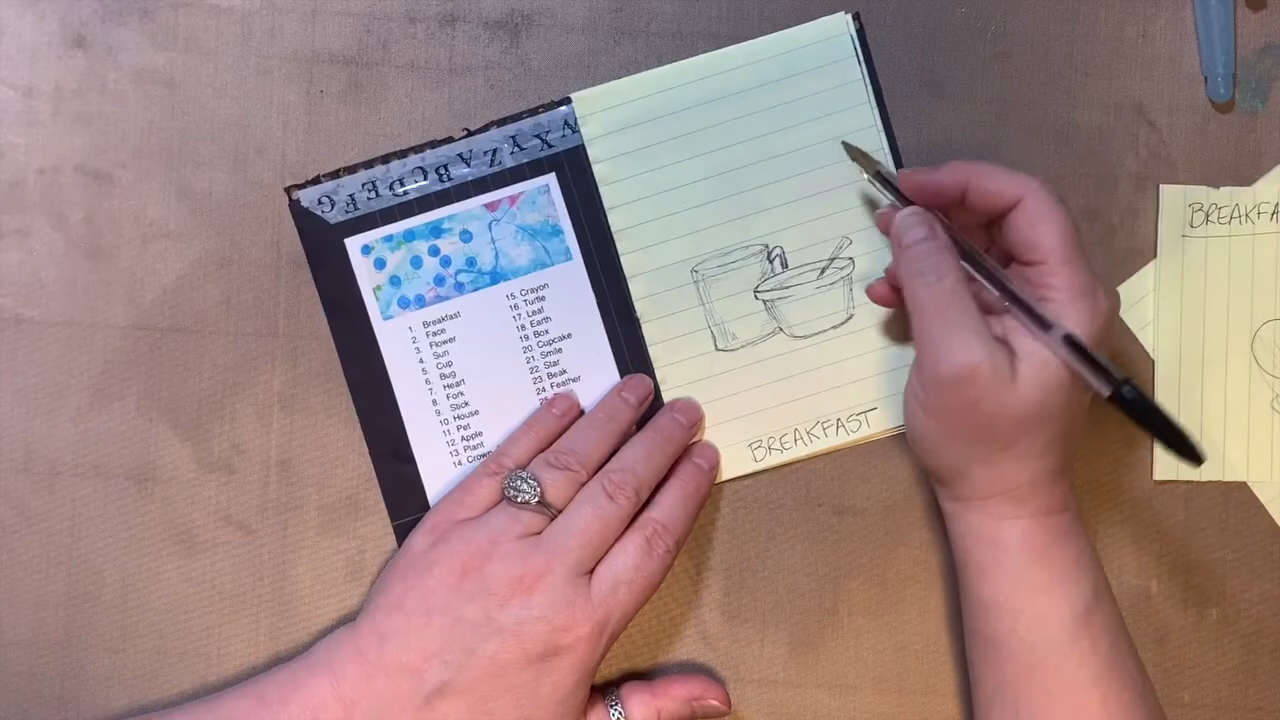 WXYZABCDEFG
1. Breakfast
2. Face
3. Flower
4. Sun
5. Cup
6. Bug
7. Heart
8. Fork
9. Stick
10. House
11. Pet
12. Apple
13. Plant
14. Crown
15. Crayon
16. Turtle
17. Leaf
18. Earth
19. Box
20. Cupcake
21. Smile
22. Star
23. Beak
24. Feather
BREAKFAST
BREAKFA